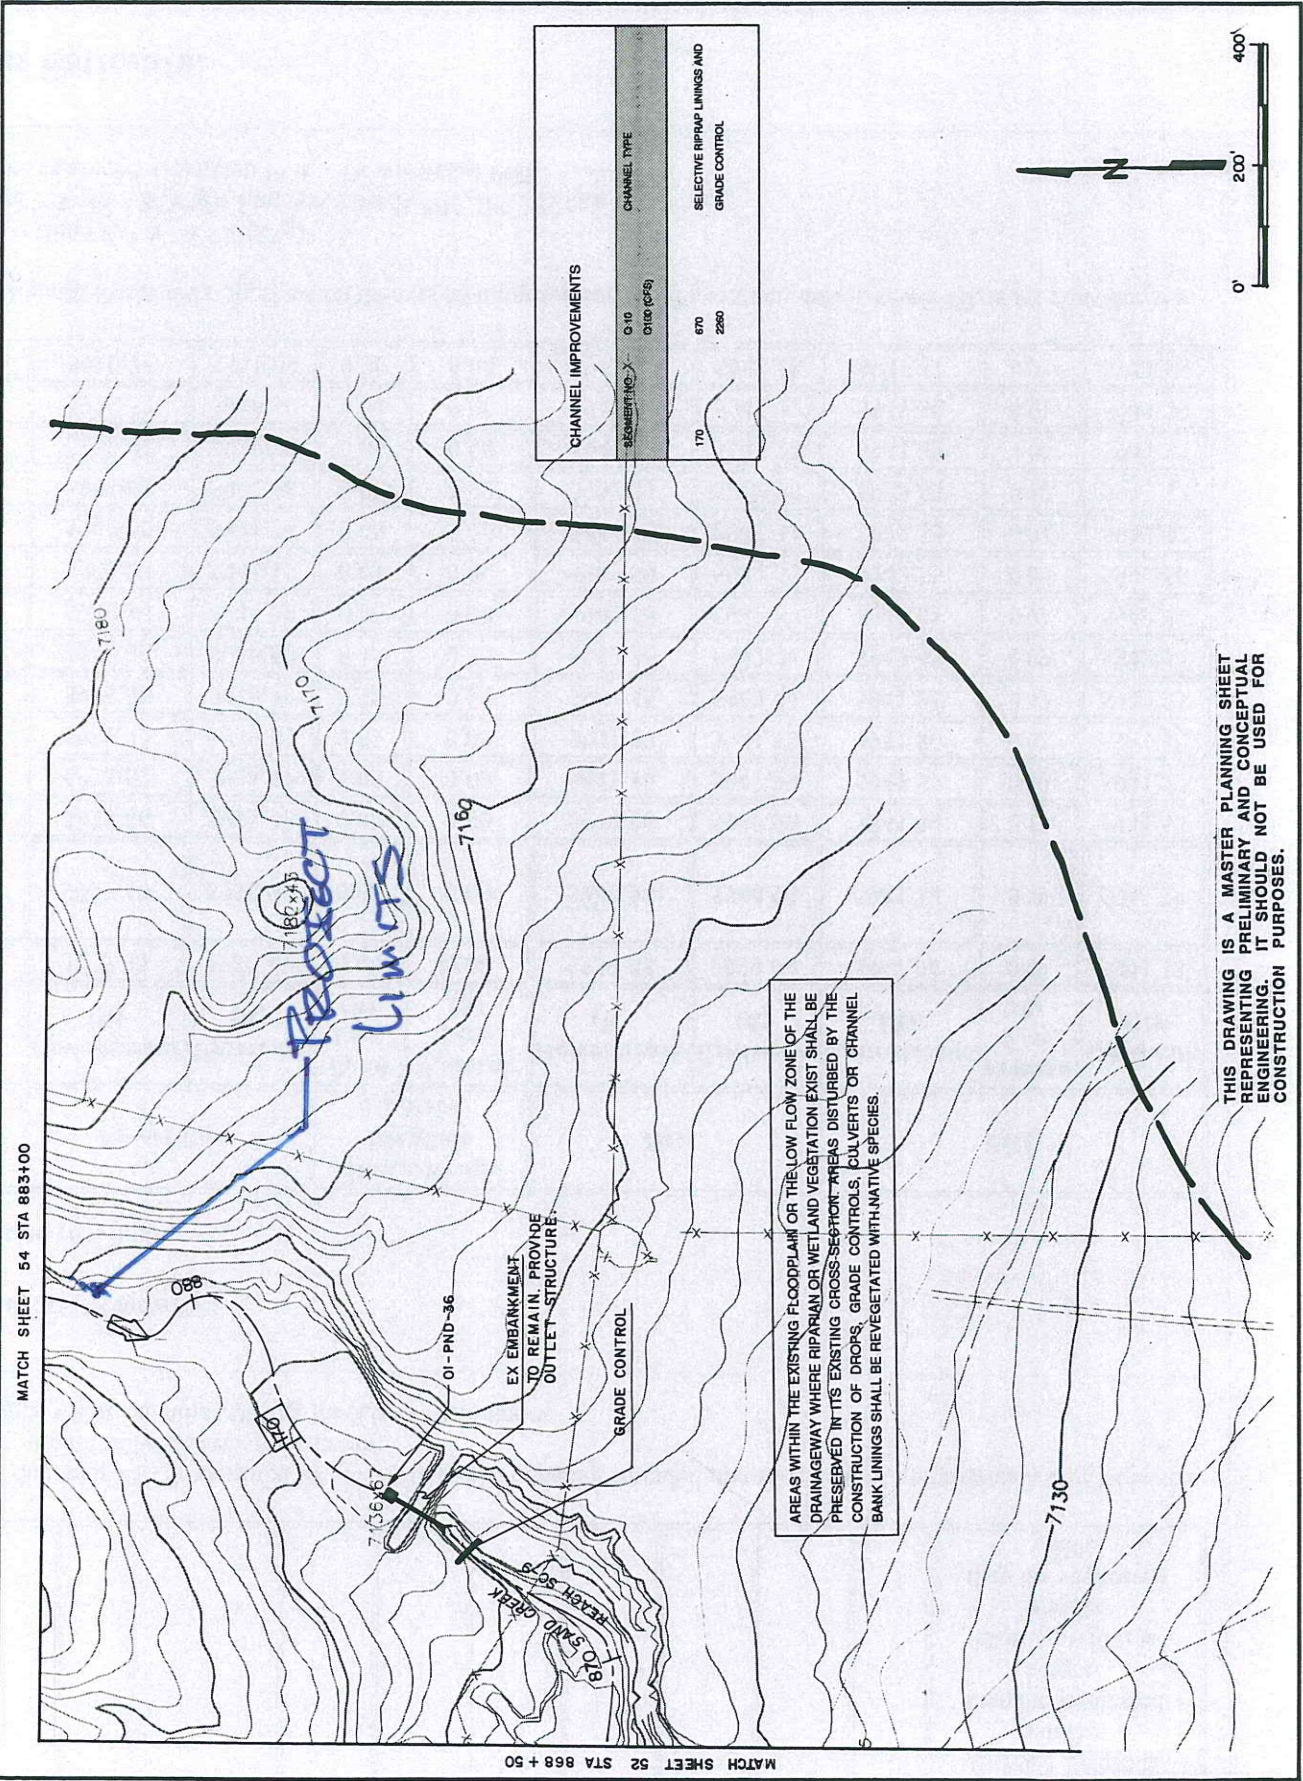 MATCH SHEET 54 STA 883+00
MATCH SHEET 52 STA 868+50
CHANNEL IMPROVEMENTS
SEGMENT NO. X Q 10 CHANNEL TYPE
Q100 (CFS)
170 670 SELECTIVE RIPRAP LININGS AND
2260 GRADE CONTROL
0' 200' 400'
N
7180
7170
7160
PROJECT
LIMITS
880
170
01-PND-36
EX EMBANKMENT
TO REMAIN. PROVIDE
OUTLET STRUCTURE.
GRADE CONTROL
7136x67
SAND CREEK
REACH SC-9
870
7130
AREAS WITHIN THE EXISTING FLOODPLAIN OR THE LOW FLOW ZONE OF THE
DRAINAGEWAY WHERE RIPARIAN OR WETLAND VEGETATION EXIST SHALL BE
PRESERVED IN ITS EXISTING CROSS-SECTION. AREAS DISTURBED BY THE
CONSTRUCTION OF DROPS, GRADE CONTROLS, CULVERTS OR CHANNEL
BANK LININGS SHALL BE REVEGETATED WITH NATIVE SPECIES.
THIS DRAWING IS A MASTER PLANNING SHEET
REPRESENTING PRELIMINARY AND CONCEPTUAL
ENGINEERING. IT SHOULD NOT BE USED FOR
CONSTRUCTION PURPOSES.